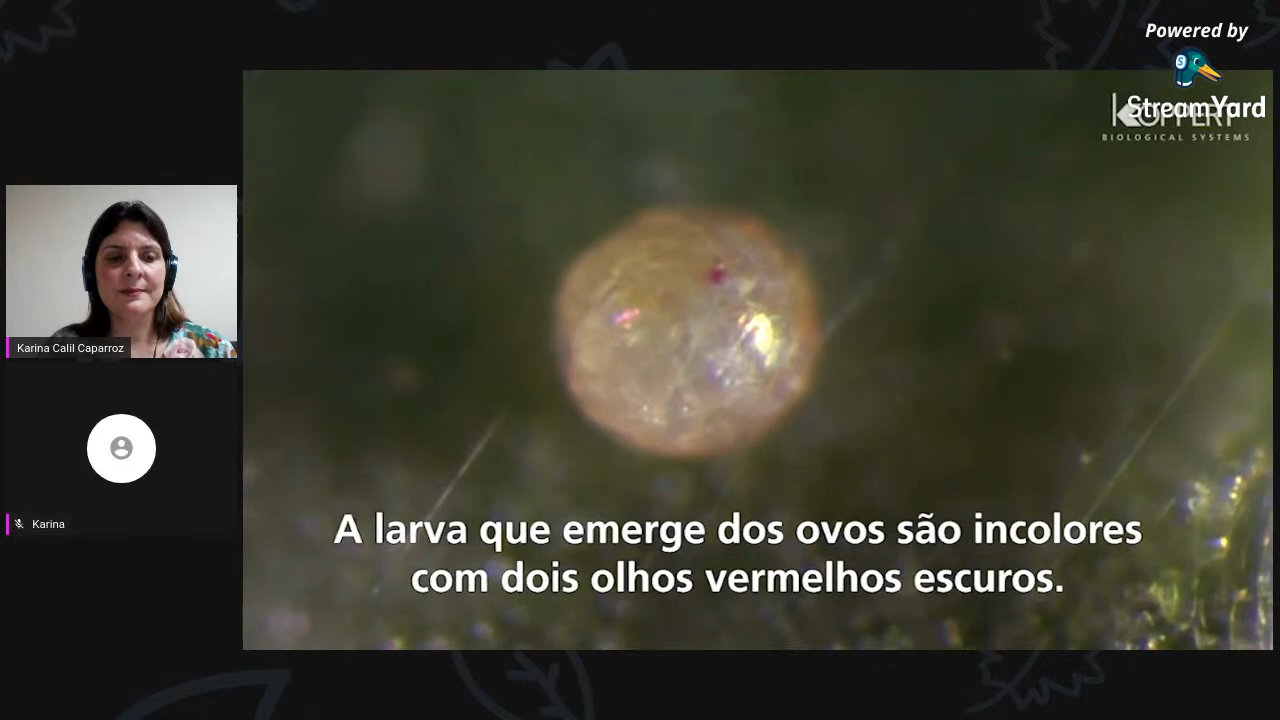 Powered by
StreamYard
KOPPERT
BIOLOGICAL SYSTEMS
Karina Calil Caparroz
Karina
A larva que emerge dos ovos são incolores
com dois olhos vermelhos escuros.